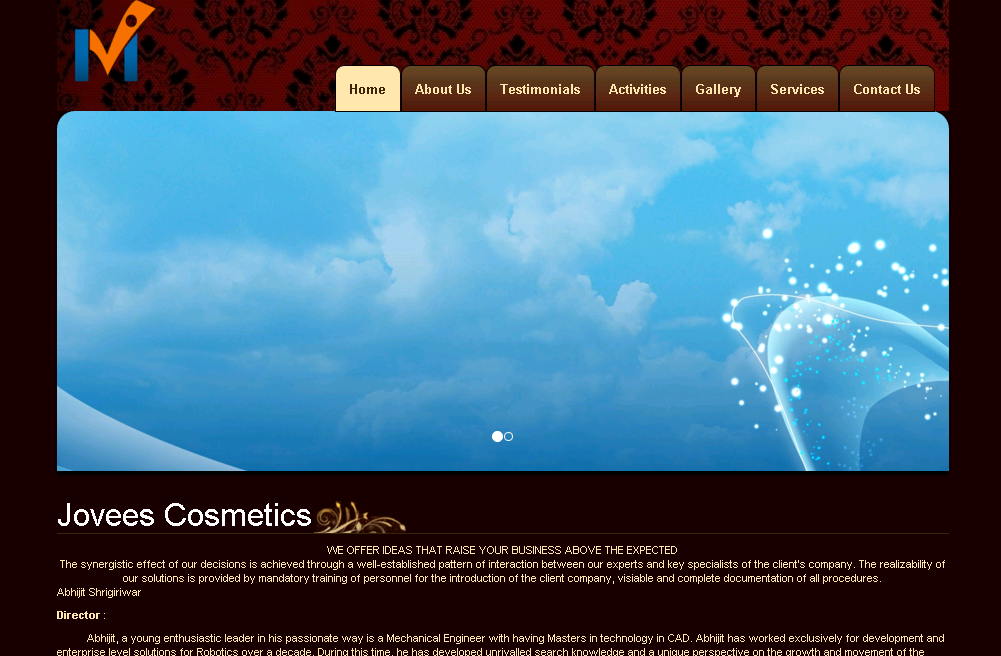 Home About Us Testimonials Activities Gallery Services Contact Us
Jovees Cosmetics
WE OFFER IDEAS THAT RAISE YOUR BUSINESS ABOVE THE EXPECTED
The synergistic effect of our decisions is achieved through a well-established pattern of interaction between our experts and key specialists of the client's company. The realizability of
our solutions is provided by mandatory training of personnel for the introduction of the client company, visiable and complete documentation of all procedures.
Abhijit Shrigiriwar
Director :
Abhijit, a young enthusiastic leader in his passionate way is a Mechanical Engineer with having Masters in technology in CAD. Abhijit has worked exclusively for development and
enterprise level solutions for Robotics over a decade. During this time, he has developed unrivalled search knowledge and a unique perspective on the growth and movement of the